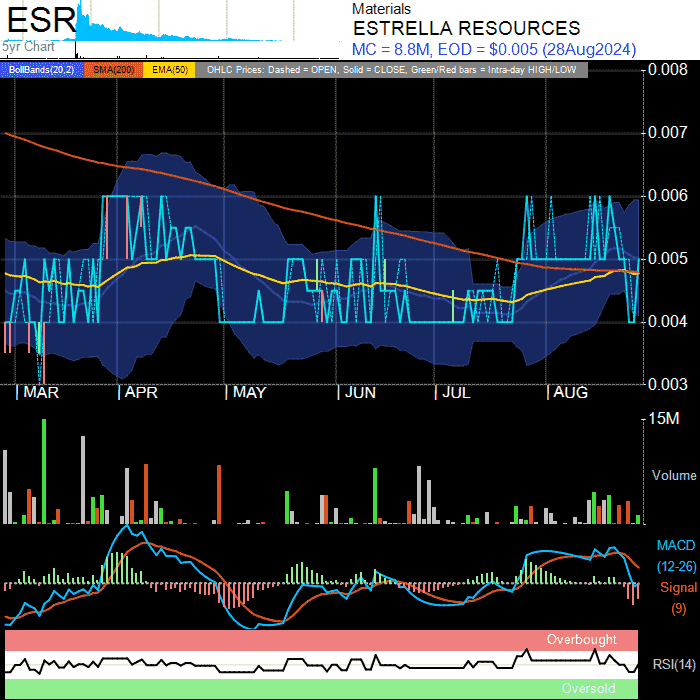 ESR
5yr Chart
Materials
ESTRELLA RESOURCES
MC = 8.8M, EOD = $0.005 (28Aug2024)
BollBands(20,2) SMA(200) EMA(50) OHLC Prices: Dashed = OPEN, Solid = CLOSE, Green/Red bars = Intra-day HIGH/LOW
0.008
0.007
0.006
0.005
0.004
0.003
MAR APR MAY JUN JUL AUG
15M
Volume
MACD
(12-26)
Signal
(9)
Overbought
RSI(14)
Oversold